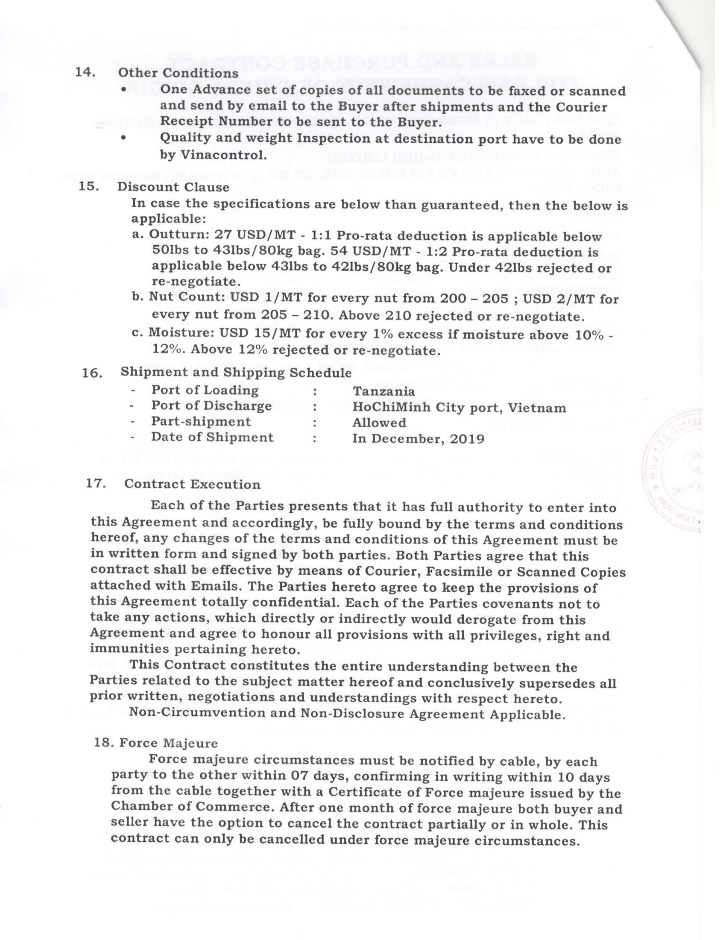 14. Other Conditions
• One Advance set of copies of all documents to be faxed or scanned
and send by email to the Buyer after shipments and the Courier
Receipt Number to be sent to the Buyer.
• Quality and weight Inspection at destination port have to be done
by Vinacontrol.
15. Discount Clause
In case the specifications are below than guaranteed, then the below is
applicable:
a. Outturn: 27 USD/MT - 1:1 Pro-rata deduction is applicable below
50lbs to 43lbs/80kg bag. 54 USD/MT - 1:2 Pro-rata deduction is
applicable below 43lbs to 42lbs/80kg bag. Under 42lbs rejected or
re-negotiate.
b. Nut Count: USD 1/MT for every nut from 200 – 205 ; USD 2/MT for
every nut from 205 – 210. Above 210 rejected or re-negotiate.
c. Moisture: USD 15/MT for every 1% excess if moisture above 10% -
12%. Above 12% rejected or re-negotiate.
16. Shipment and Shipping Schedule
- Port of Loading : Tanzania
- Port of Discharge : HoChiMinh City port, Vietnam
- Part-shipment : Allowed
- Date of Shipment : In December, 2019
17. Contract Execution
Each of the Parties presents that it has full authority to enter into
this Agreement and accordingly, be fully bound by the terms and conditions
hereof, any changes of the terms and conditions of this Agreement must be
in written form and signed by both parties. Both Parties agree that this
contract shall be effective by means of Courier, Facsimile or Scanned Copies
attached with Emails. The Parties hereto agree to keep the provisions of
this Agreement totally confidential. Each of the Parties covenants not to
take any actions, which directly or indirectly would derogate from this
Agreement and agree to honour all provisions with all privileges, right and
immunities pertaining hereto.
This Contract constitutes the entire understanding between the
Parties related to the subject matter hereof and conclusively supersedes all
prior written, negotiations and understandings with respect hereto.
Non-Circumvention and Non-Disclosure Agreement Applicable.
18. Force Majeure
Force majeure circumstances must be notified by cable, by each
party to the other within 07 days, confirming in writing within 10 days
from the cable together with a Certificate of Force majeure issued by the
Chamber of Commerce. After one month of force majeure both buyer and
seller have the option to cancel the contract partially or in whole. This
contract can only be cancelled under force majeure circumstances.